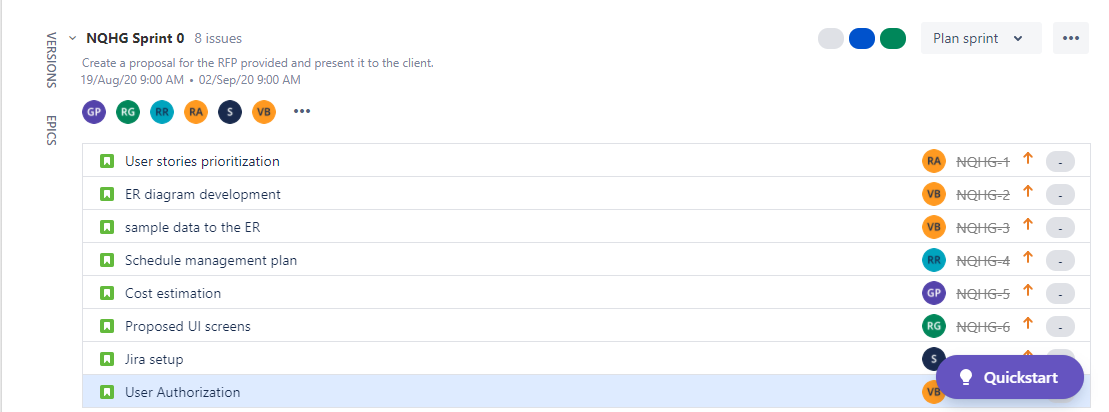 VERSIONS
EPICS
NQHG Sprint 0 8 issues
Plan sprint
Create a proposal for the RFP provided and present it to the client.
19/Aug/20 9:00 AM • 02/Sep/20 9:00 AM
GP RG RR RA S VB
User stories prioritization RA NQHG-1 -
ER diagram development VB NQHG-2 -
sample data to the ER VB NQHG-3 -
Schedule management plan RR NQHG-4 -
Cost estimation GP NQHG-5 -
Proposed UI screens RG NQHG-6 -
Jira setup S
User Authorization VB
Quickstart